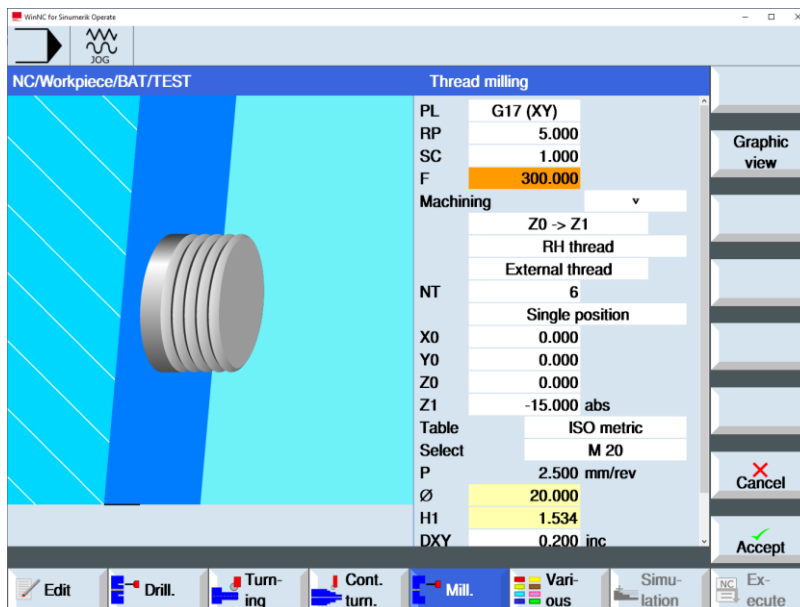 WinNC for Sinumerik Operate
JOG
NC/Workpiece/BAT/TEST
Thread milling
PL G17 (XY)
RP 5.000
SC 1.000
F 300.000
Machining v
Z0 -> Z1
RH thread
External thread
NT 6
Single position
X0 0.000
Y0 0.000
Z0 0.000
Z1 -15.000 abs
Table ISO metric
Select M 20
P 2.500 mm/rev
Ø 20.000
H1 1.534
DXY 0.200 inc
Graphic
view
Cancel
Accept
Edit
Drill.
Turn-
ing
Cont.
turn.
Mill.
Vari-
ous
Simu-
lation
NC
Ex-
ecute